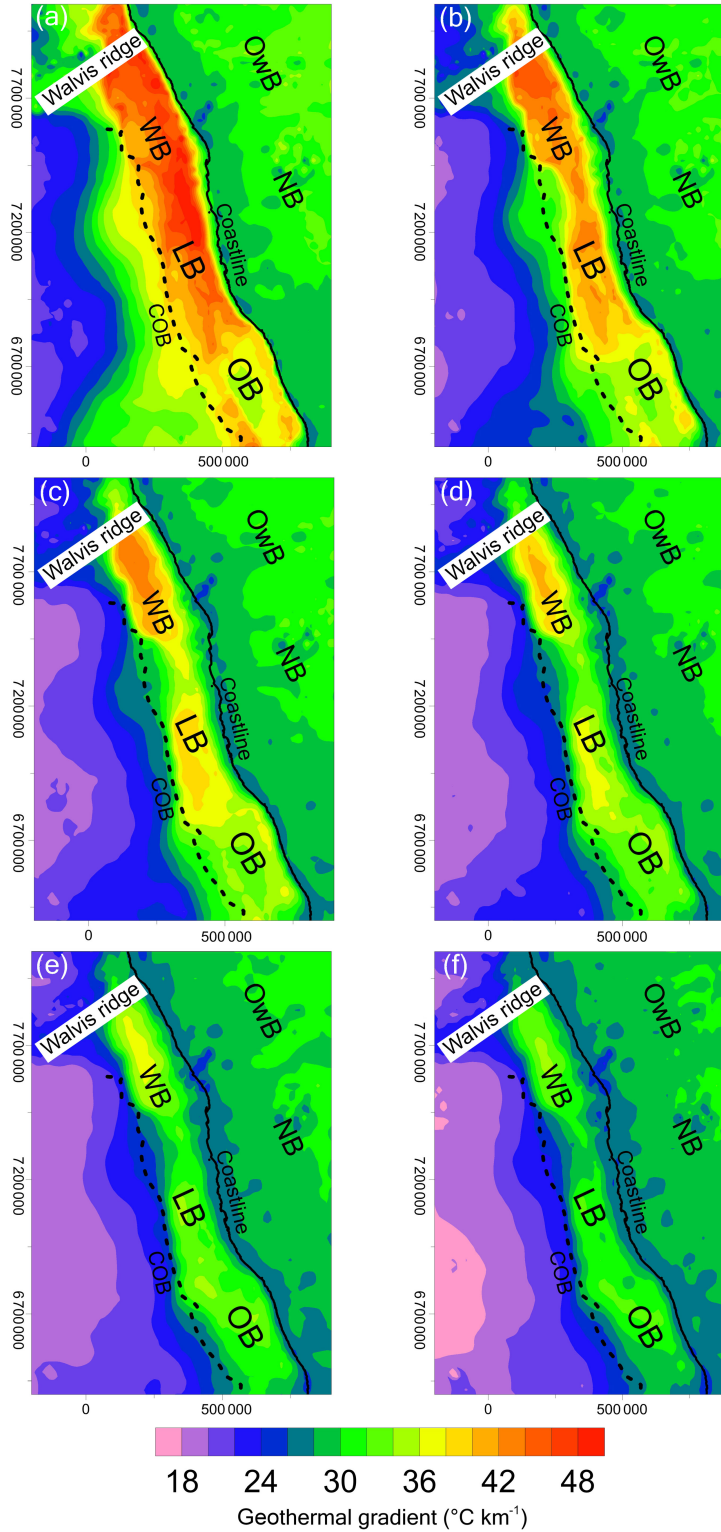 (a)
Walvis ridge
OwB
WB
NB
Coastline
LB
COB
OB
7 700 000
7 200 000
6 700 000
0
500 000
(b)
Walvis ridge
OwB
WB
NB
Coastline
LB
COB
OB
7 700 000
7 200 000
6 700 000
0
500 000
(c)
Walvis ridge
OwB
WB
NB
Coastline
LB
COB
OB
7 700 000
7 200 000
6 700 000
0
500 000
(d)
Walvis ridge
OwB
WB
NB
Coastline
LB
COB
OB
7 700 000
7 200 000
6 700 000
0
500 000
(e)
Walvis ridge
OwB
WB
NB
Coastline
LB
COB
OB
7 700 000
7 200 000
6 700 000
0
500 000
(f)
Walvis ridge
OwB
WB
NB
Coastline
LB
COB
OB
7 700 000
7 200 000
6 700 000
0
500 000
18 24 30 36 42 48
Geothermal gradient (°C km⁻¹)